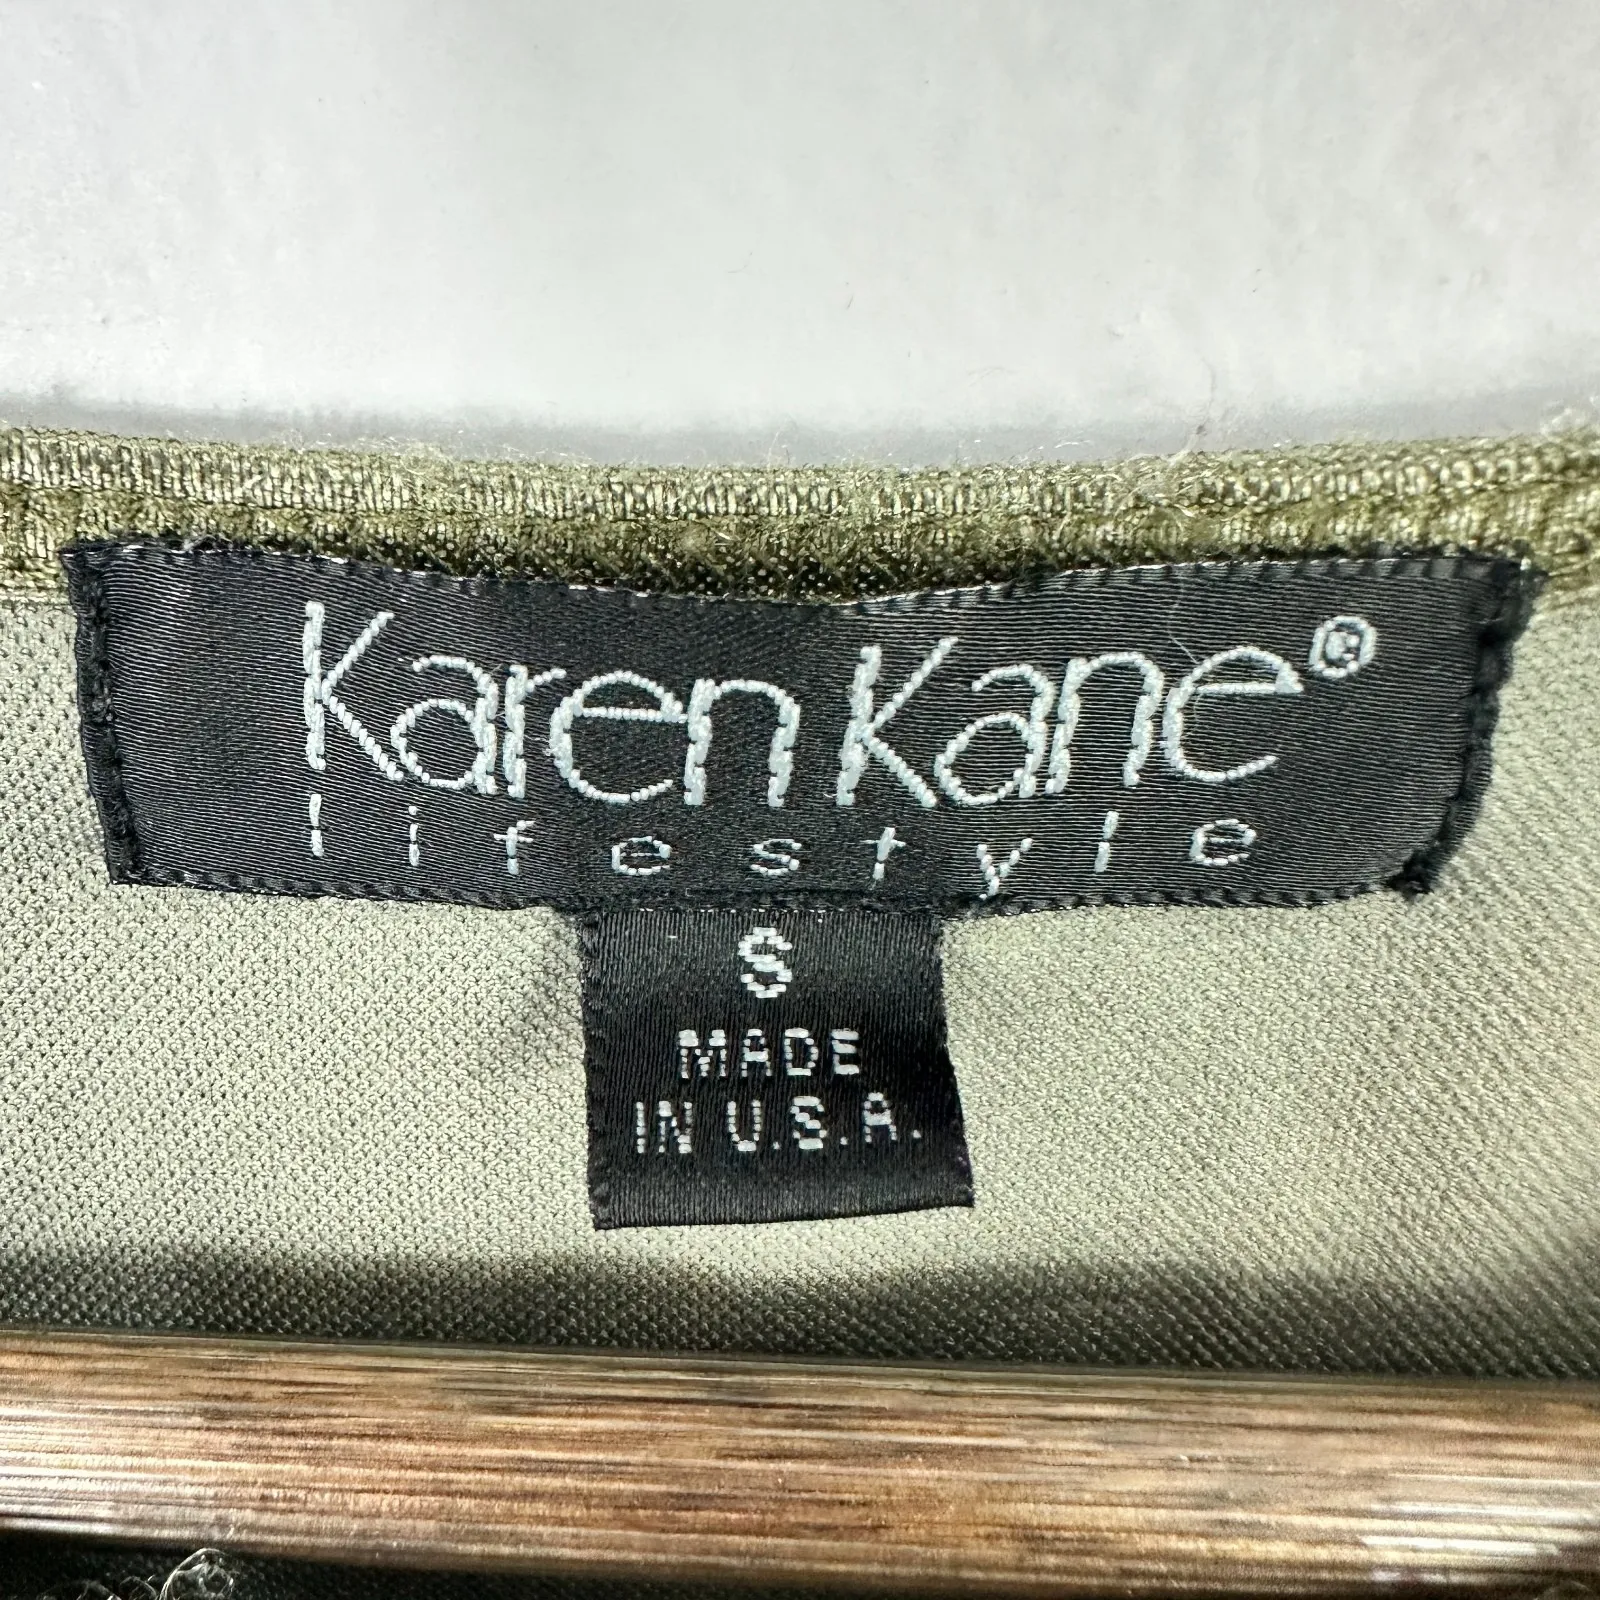 Karen Kane®
lifestyle
S
MADE
IN U.S.A.